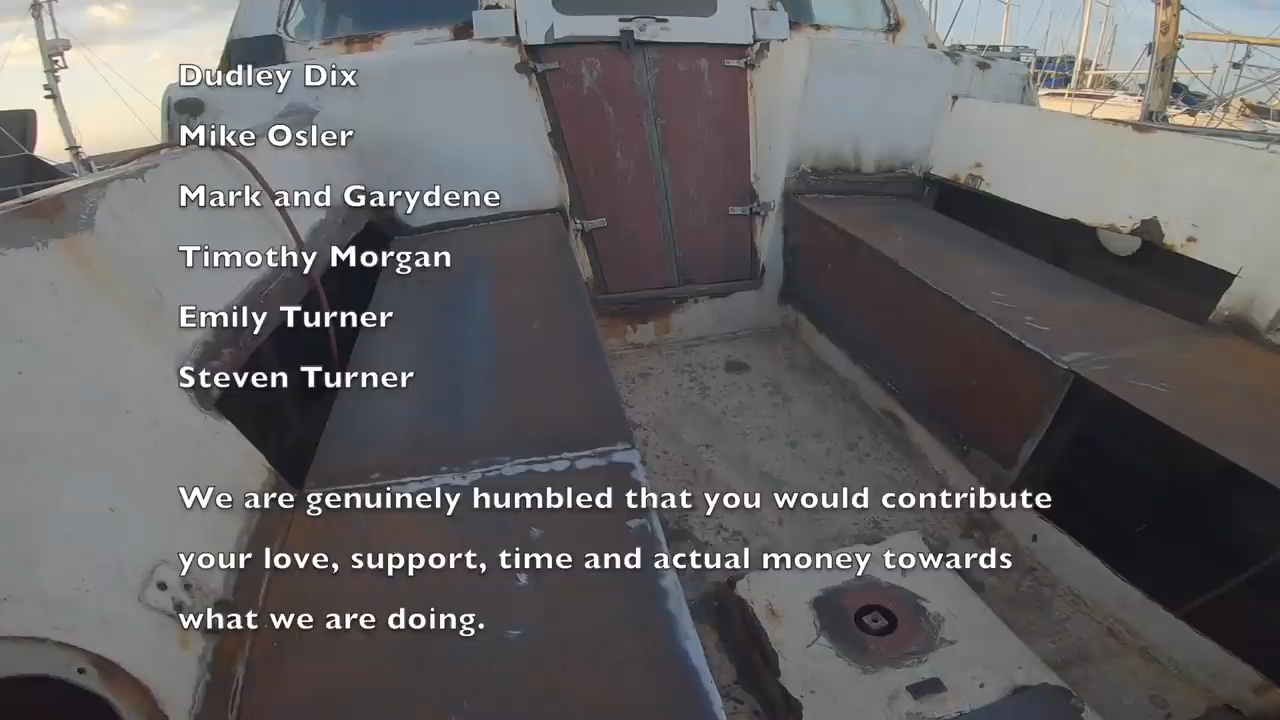 Dudley Dix
Mike Osler
Mark and Garydene
Timothy Morgan
Emily Turner
Steven Turner
We are genuinely humbled that you would contribute
your love, support, time and actual money towards
what we are doing.